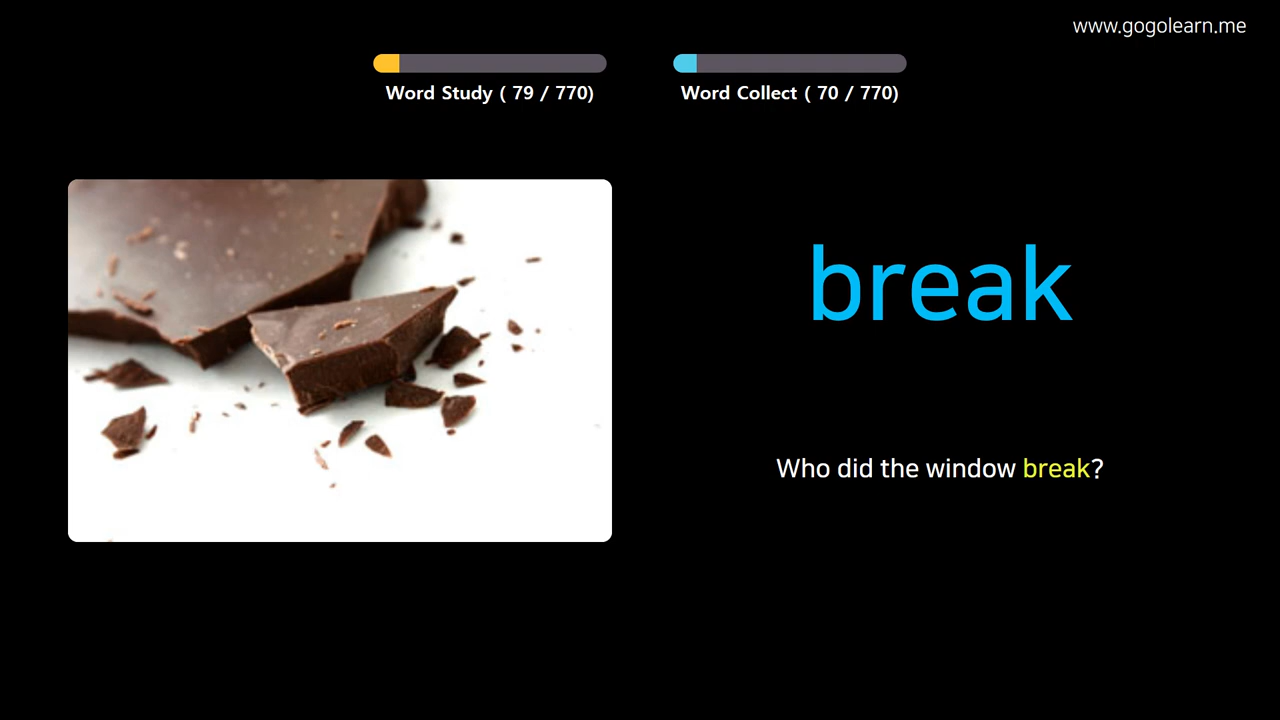 www.gogolearn.me
Word Study ( 79 / 770)
Word Collect ( 70 / 770)
break
Who did the window break?